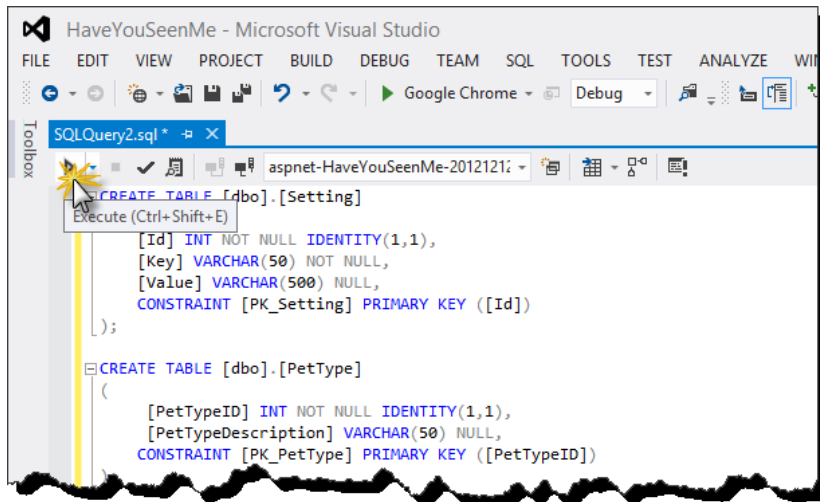 HaveYouSeenMe - Microsoft Visual Studio
FILE EDIT VIEW PROJECT BUILD DEBUG TEAM SQL TOOLS TEST ANALYZE
Google Chrome Debug
Toolbox
SQLQuery2.sql*
aspnet-HaveYouSeenMe-20121212
CREATE TABLE [dbo].[Setting]
Execute (Ctrl+Shift+E)
[Id] INT NOT NULL IDENTITY(1,1),
[Key] VARCHAR(50) NOT NULL,
[Value] VARCHAR(500) NULL,
CONSTRAINT [PK_Setting] PRIMARY KEY ([Id])
);
CREATE TABLE [dbo].[PetType]
(
[PetTypeID] INT NOT NULL IDENTITY(1,1),
[PetTypeDescription] VARCHAR(50) NULL,
CONSTRAINT [PK_PetType] PRIMARY KEY ([PetTypeID])